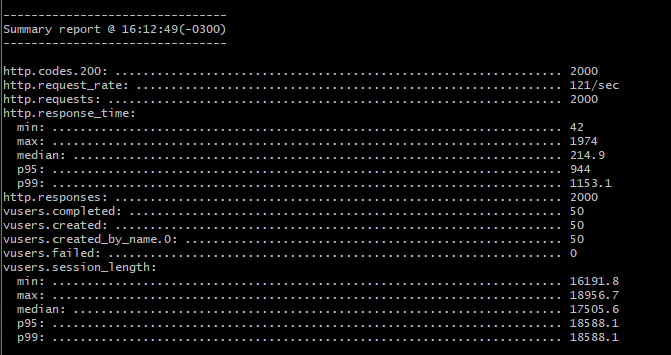 --------------------------------
Summary report @ 16:12:49(-0300)
--------------------------------
http.codes.200: ................................................................ 2000
http.request_rate: ............................................................. 121/sec
http.requests: ................................................................. 2000
http.response_time:
  min: ......................................................................... 42
  max: ......................................................................... 1974
  median: ...................................................................... 214.9
  p95: ......................................................................... 944
  p99: ......................................................................... 1153.1
http.responses: ................................................................ 2000
vusers.completed: .............................................................. 50
vusers.created: ................................................................ 50
vusers.created_by_name.0: ...................................................... 50
vusers.failed: ................................................................. 0
vusers.session_length:
  min: ......................................................................... 16191.8
  max: ......................................................................... 18956.7
  median: ...................................................................... 17505.6
  p95: ......................................................................... 18588.1
  p99: ......................................................................... 18588.1